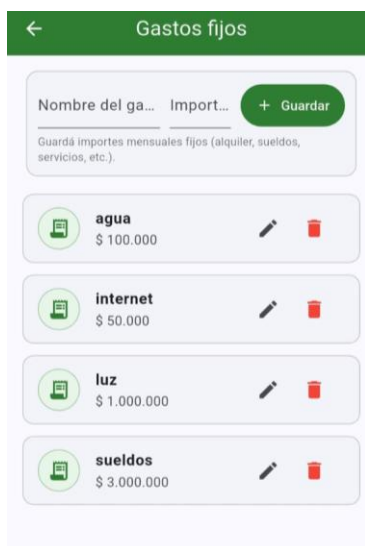 Gastos fijos
Nombre del ga... Import... + Guardar
Guardá importes mensuales fijos (alquiler, sueldos,
servicios, etc.).
agua
$ 100.000
internet
$ 50.000
luz
$ 1.000.000
sueldos
$ 3.000.000